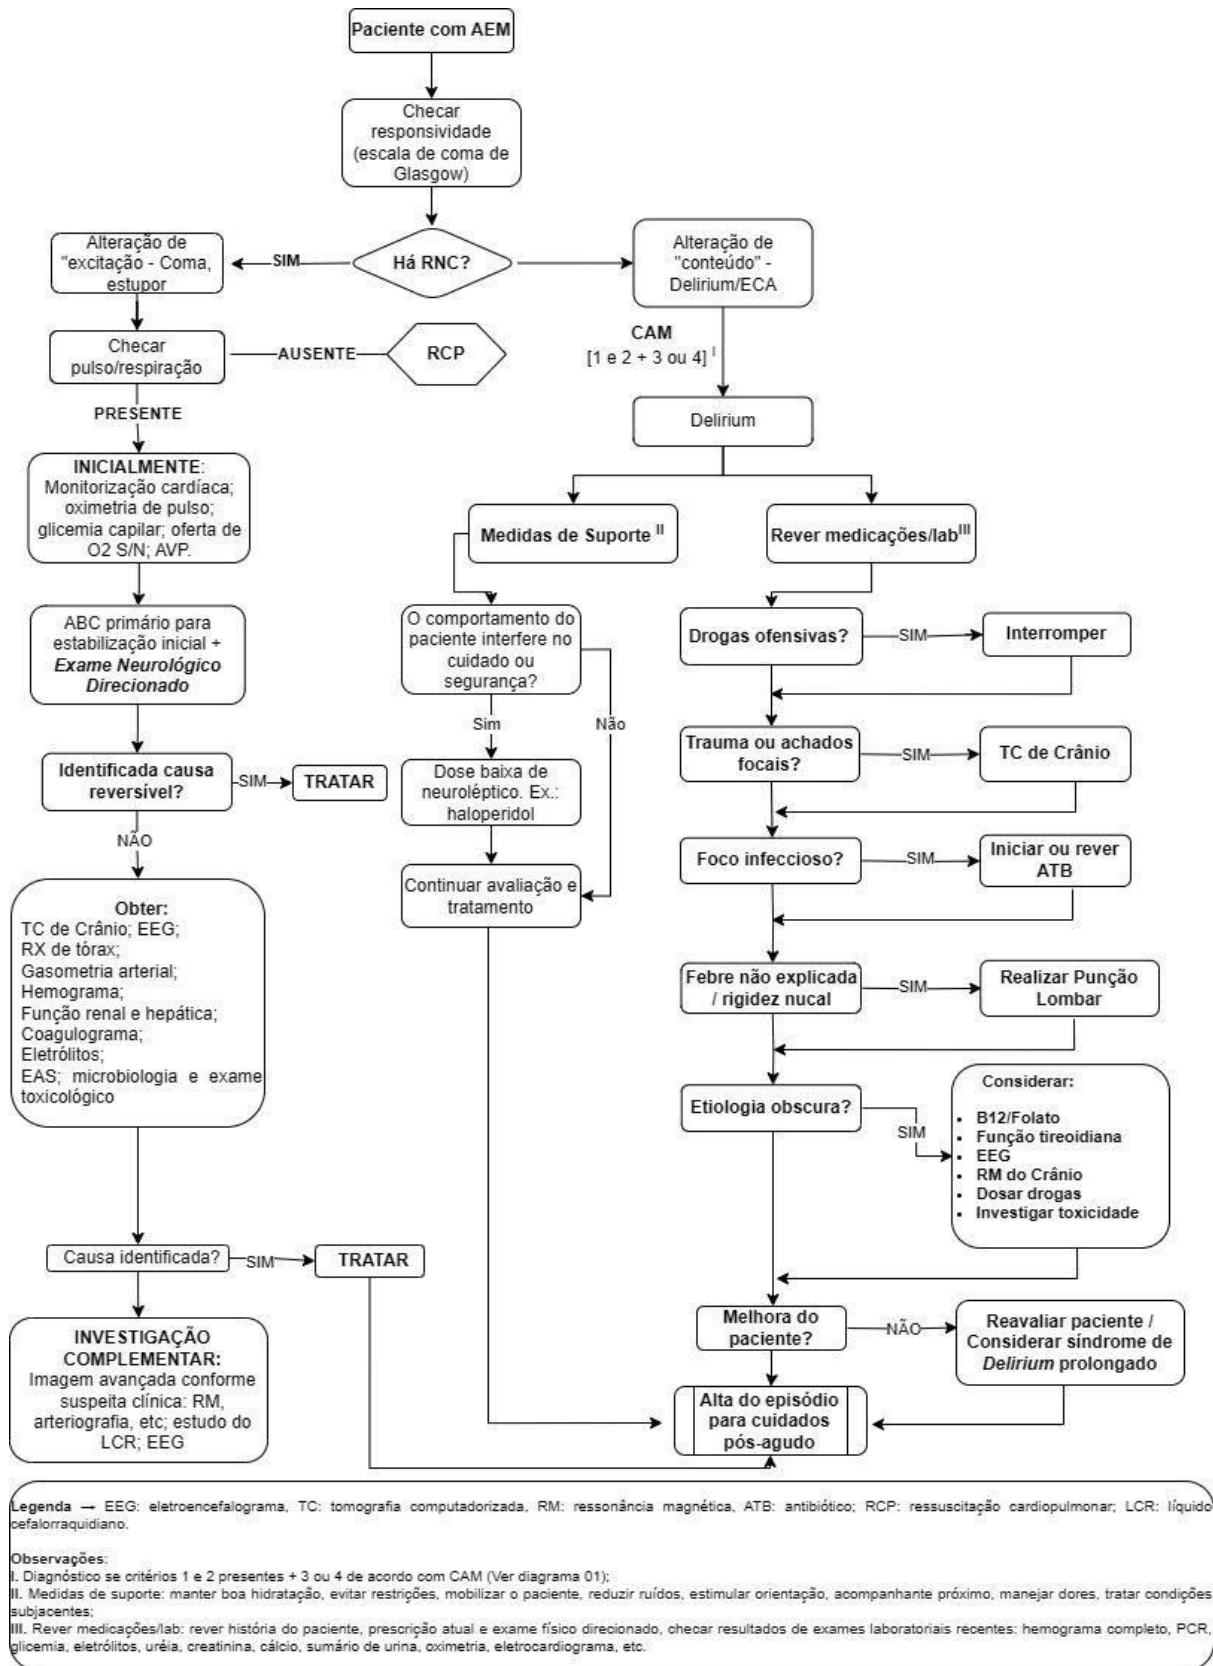 Paciente com AEM
Checar
responsividade
(escala de coma de
Glasgow)
Alteração de
"excitação - Coma,
estupor
SIM
Há RNC?
Alteração de
"conteúdo" -
Delirium/ECA
Checar
pulso/respiração
AUSENTE
RCP
CAM
[1 e 2 + 3 ou 4] I
PRESENTE
Delirium
INICIALMENTE:
Monitorização cardíaca;
oximetria de pulso;
glicemia capilar; oferta de
O2 S/N; AVP.
Medidas de Suporte II
Rever medicações/lab III
ABC primário para
estabilização inicial +
Exame Neurológico
Direcionado
O comportamento do
paciente interfere no
cuidado ou
segurança?
Drogas ofensivas?
SIM
Interromper
Sim
Não
Identificada causa
reversível?
SIM
TRATAR
Dose baixa de
neuroléptico. Ex.:
haloperidol
Trauma ou achados
focais?
SIM
TC de Crânio
NÃO
Continuar avaliação e
tratamento
Foco infeccioso?
SIM
Iniciar ou rever
ATB
Obter:
TC de Crânio; EEG;
RX de tórax;
Gasometria arterial;
Hemograma;
Função renal e hepática;
Coagulograma;
Eletrólitos;
EAS; microbiologia e exame
toxicológico
Febre não explicada
/ rigidez nucal
SIM
Realizar Punção
Lombar
Etiologia obscura?
SIM
Considerar:
• B12/Folato
• Função tireoidiana
• EEG
• RM do Crânio
• Dosar drogas
• Investigar toxicidade
Causa identificada?
SIM
TRATAR
INVESTIGAÇÃO
COMPLEMENTAR:
Imagem avançada conforme
suspeita clínica: RM,
arteriografia, etc; estudo do
LCR; EEG
Melhora do
paciente?
NÃO
Reavaliar paciente /
Considerar síndrome de
Delirium prolongado
Alta do episódio
para cuidados
pós-agudo
Legenda → EEG: eletroencefalograma, TC: tomografia computadorizada, RM: ressonância magnética, ATB: antibiótico; RCP: ressuscitação cardiopulmonar; LCR: líquido
cefalorraquidiano.
Observações:
I. Diagnóstico se critérios 1 e 2 presentes + 3 ou 4 de acordo com CAM (Ver diagrama 01);
II. Medidas de suporte: manter boa hidratação, evitar restrições, mobilizar o paciente, reduzir ruídos, estimular orientação, acompanhante próximo, manejar dores, tratar condições
subjacentes;
III. Rever medicações/lab: rever história do paciente, prescrição atual e exame físico direcionado, checar resultados de exames laboratoriais recentes: hemograma completo, PCR,
glicemia, eletrólitos, uréia, creatinina, cálcio, sumário de urina, oximetria, eletrocardiograma, etc.